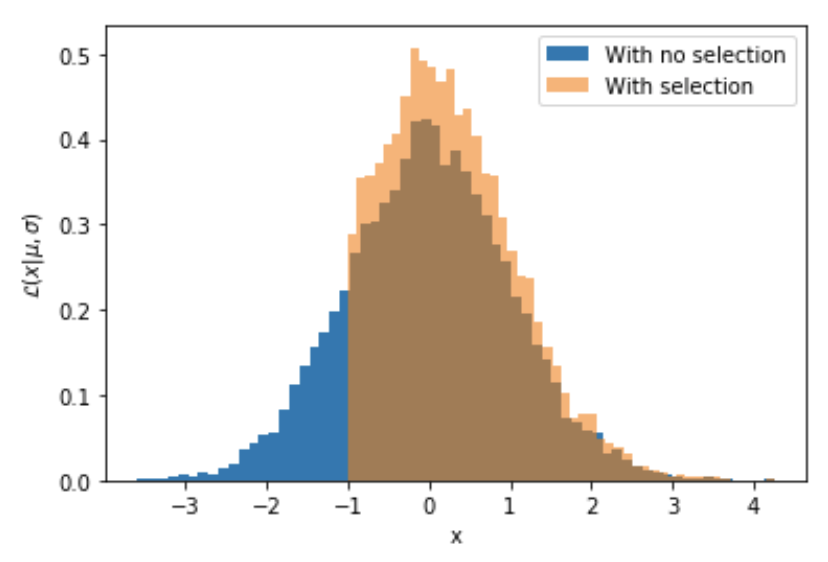 With no selection
With selection
0.5
0.4
0.3
0.2
0.1
0.0
ℒ(x|μ, σ)
−3 −2 −1 0 1 2 3 4
x